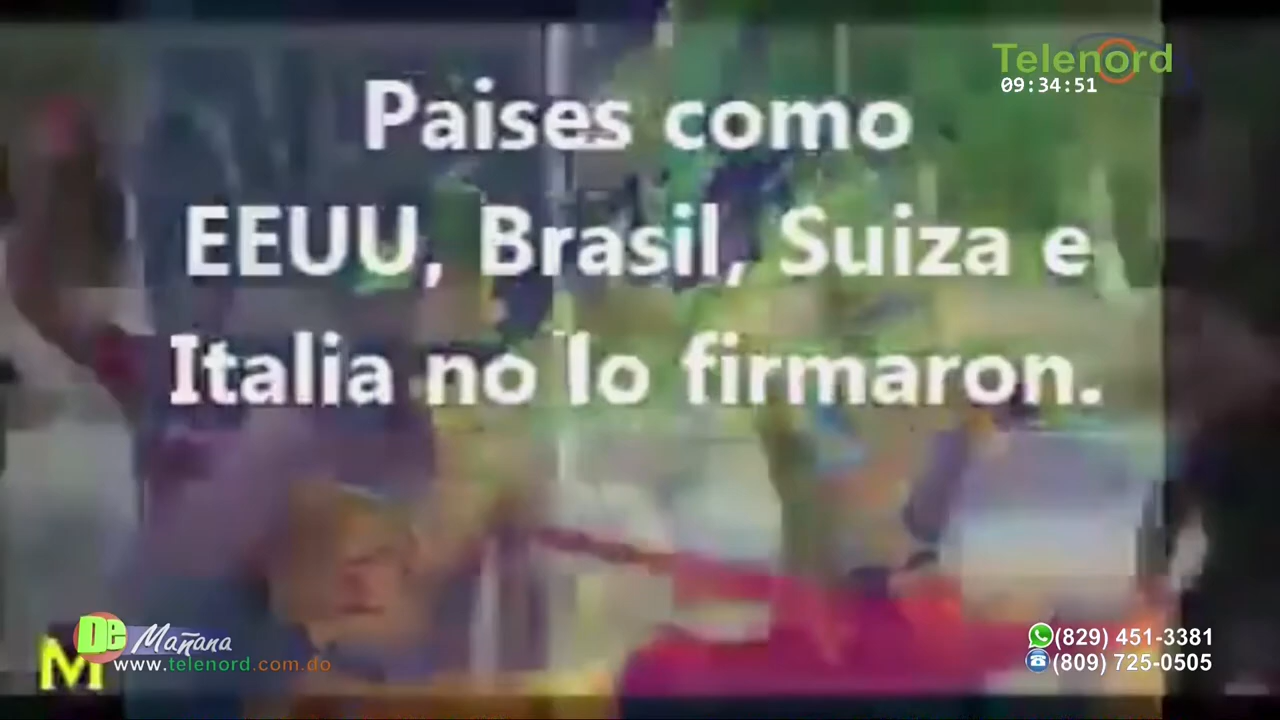 Telenord
09:34:51
Paises como
EEUU, Brasil, Suiza e
Italia no lo firmaron.
De Mañana
www.telenord.com.do
M
(829) 451-3381
(809) 725-0505